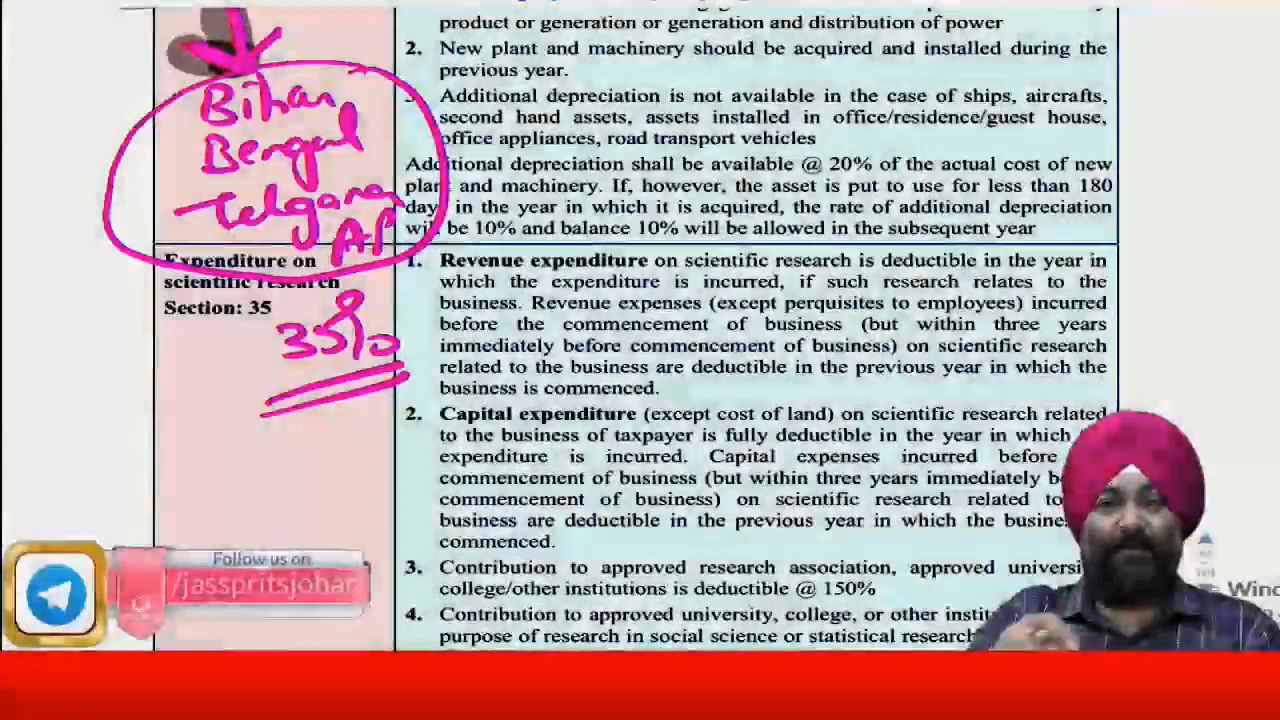 product or generation or generation and distribution of power
2. New plant and machinery should be acquired and installed during the
previous year.
Additional depreciation is not available in the case of ships, aircrafts,
second hand assets, assets installed in office/residence/guest house,
office appliances, road transport vehicles
Additional depreciation shall be available @ 20% of the actual cost of new
plant and machinery. If, however, the asset is put to use for less than 180
days in the year in which it is acquired, the rate of additional depreciation
will be 10% and balance 10% will be allowed in the subsequent year
Bihar
Bengal
Telgana
A.P
35%
Expenditure on
scientific research
Section: 35
1. Revenue expenditure on scientific research is deductible in the year in
which the expenditure is incurred, if such research relates to the
business. Revenue expenses (except perquisites to employees) incurred
before the commencement of business (but within three years
immediately before commencement of business) on scientific research
related to the business are deductible in the previous year in which the
business is commenced.
2. Capital expenditure (except cost of land) on scientific research related
to the business of taxpayer is fully deductible in the year in which
expenditure is incurred. Capital expenses incurred before
commencement of business (but within three years immediately
commencement of business) on scientific research related to
business are deductible in the previous year in which the
commenced.
3. Contribution to approved research association, approved
college/other institutions is deductible @ 150%
4. Contribution to approved university, college, or other
purpose of research in social science or statistical research
Follow us on
/jasspritsjohar